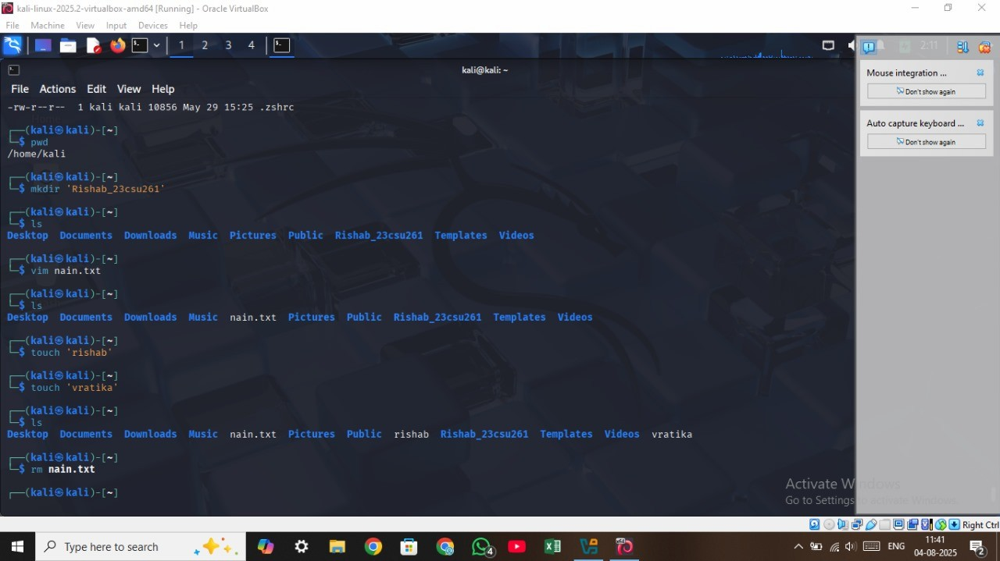 kali-linux-2025.2-virtualbox-amd64 [Running] - Oracle VirtualBox
File Machine View Input Devices Help
1 2 3 4 2:11
kali@kali: ~
File Actions Edit View Help
-rw-r--r-- 1 kali kali 10856 May 29 15:25 .zshrc
┌──(kali㉿kali)-[~]
└─$ pwd
/home/kali
┌──(kali㉿kali)-[~]
└─$ mkdir 'Rishab_23csu261'
┌──(kali㉿kali)-[~]
└─$ ls
Desktop Documents Downloads Music Pictures Public Rishab_23csu261 Templates Videos
┌──(kali㉿kali)-[~]
└─$ vim nain.txt
┌──(kali㉿kali)-[~]
└─$ ls
Desktop Documents Downloads Music nain.txt Pictures Public Rishab_23csu261 Templates Videos
┌──(kali㉿kali)-[~]
└─$ touch 'rishab'
┌──(kali㉿kali)-[~]
└─$ touch 'vratika'
┌──(kali㉿kali)-[~]
└─$ ls
Desktop Documents Downloads Music nain.txt Pictures Public rishab Rishab_23csu261 Templates Videos vratika
┌──(kali㉿kali)-[~]
└─$ rm nain.txt
┌──(kali㉿kali)-[~]
Mouse integration ...
Don't show again
Auto capture keyboard ...
Don't show again
Activate Windows
Go to Settings to activate Windows.
Right Ctrl
Type here to search
4
ENG
11:41
04-08-2025
2